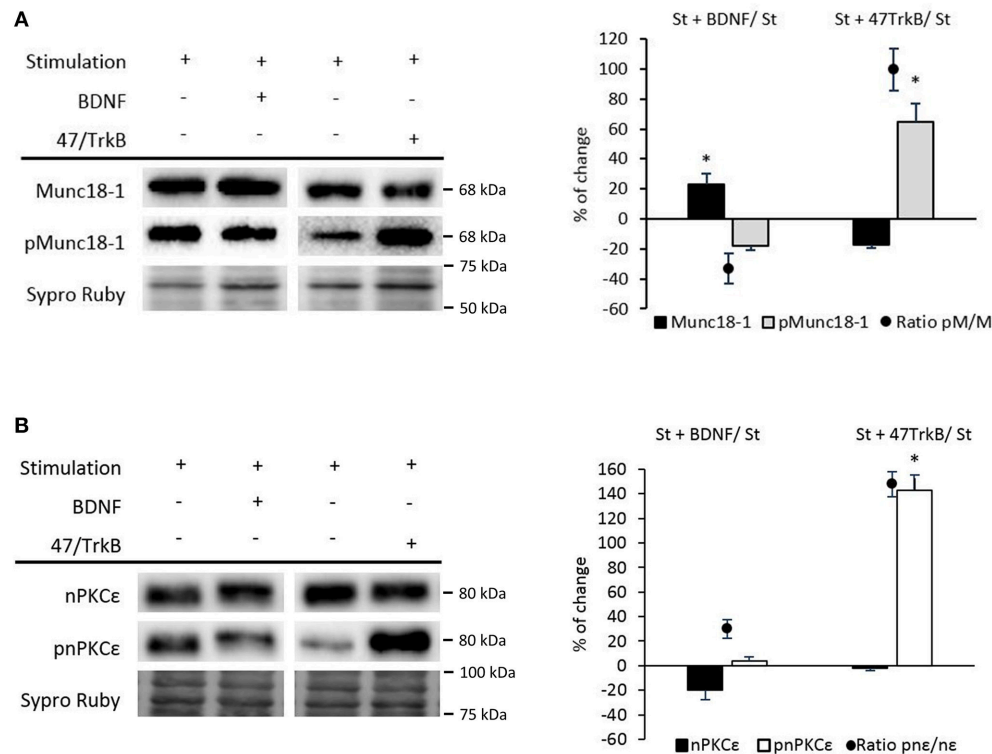 A
Stimulation + + + +
BDNF - + - -
47/TrkB - - - +
Munc18-1
68 kDa
pMunc18-1
68 kDa
75 kDa
Sypro Ruby
50 kDa
St + BDNF/ St St + 47TrkB/ St
% of change
120
100
80
60
40
20
0
-20
-40
-60
* *
Munc18-1 pMunc18-1 Ratio pM/M
B
Stimulation + + + +
BDNF - + - -
47/TrkB - - - +
nPKCε
80 kDa
pnPKCε
80 kDa
100 kDa
Sypro Ruby
75 kDa
St + BDNF/ St St + 47TrkB/ St
% of change
160
140
120
100
80
60
40
20
0
-20
-40
-60
*
nPKCε pnPKCε Ratio pnε/nε